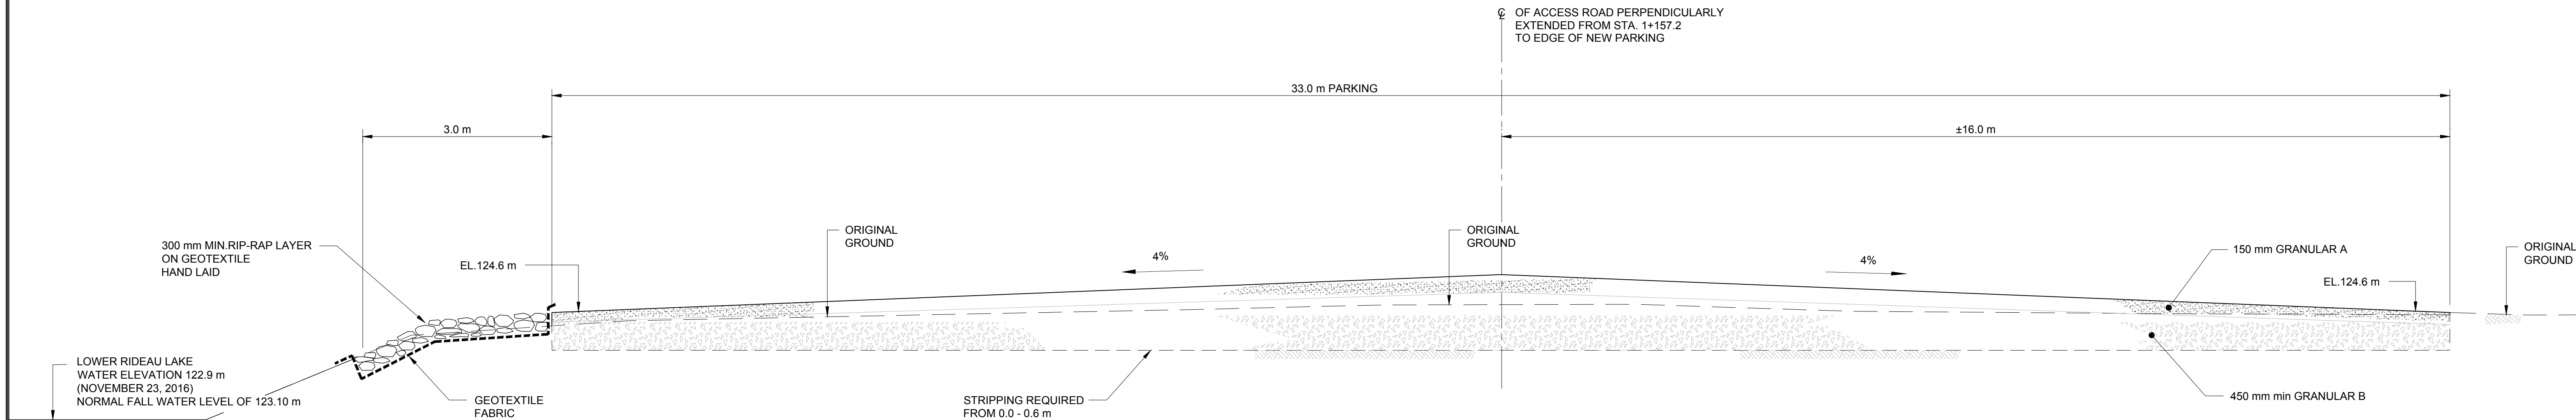 ℄ OF ACCESS ROAD PERPENDICULARLY
EXTENDED FROM STA. 1+157.2
TO EDGE OF NEW PARKING
33.0 m PARKING
3.0 m
±16.0 m
300 mm MIN.RIP-RAP LAYER
ON GEOTEXTILE
HAND LAID
EL.124.6 m
ORIGINAL
GROUND
4%
ORIGINAL
GROUND
4%
150 mm GRANULAR A
EL.124.6 m
ORIGINAL
GROUND
LOWER RIDEAU LAKE
WATER ELEVATION 122.9 m
(NOVEMBER 23, 2016)
NORMAL FALL WATER LEVEL OF 123.10 m
GEOTEXTILE
FABRIC
STRIPPING REQUIRED
FROM 0.0 - 0.6 m
450 mm min GRANULAR B